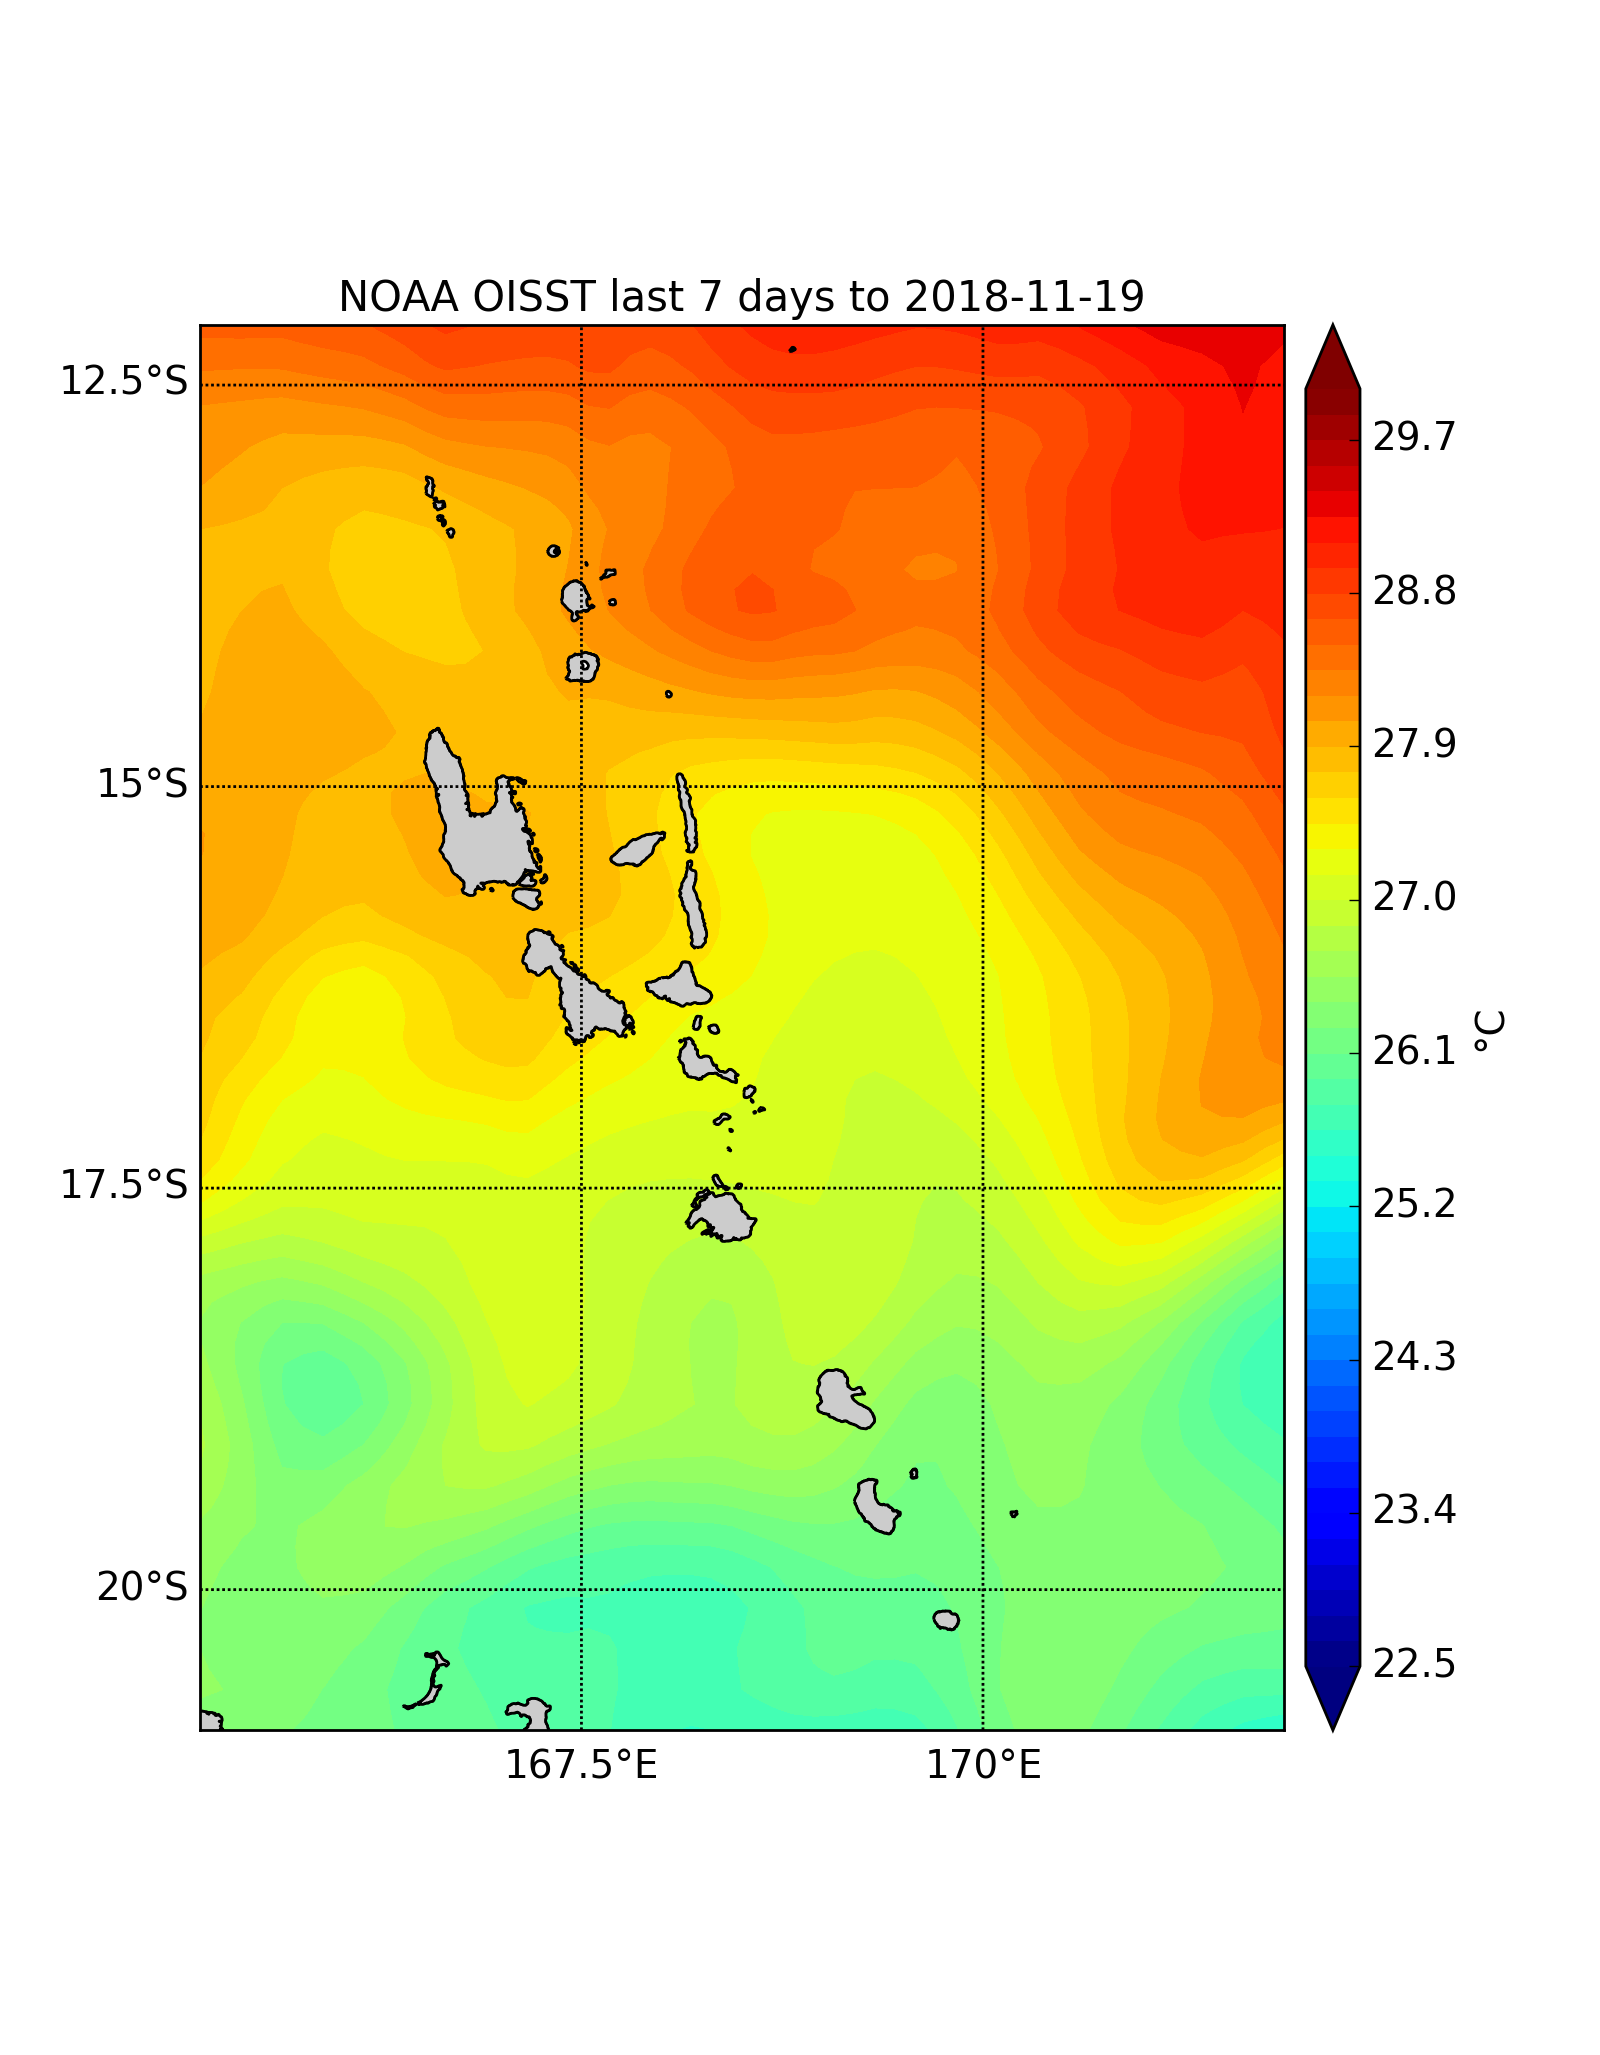 NOAA OISST last 7 days to 2018-11-19
12.5°S
15°S
17.5°S
20°S
167.5°E
170°E
29.7
28.8
27.9
27.0
26.1
25.2
24.3
23.4
22.5
°C